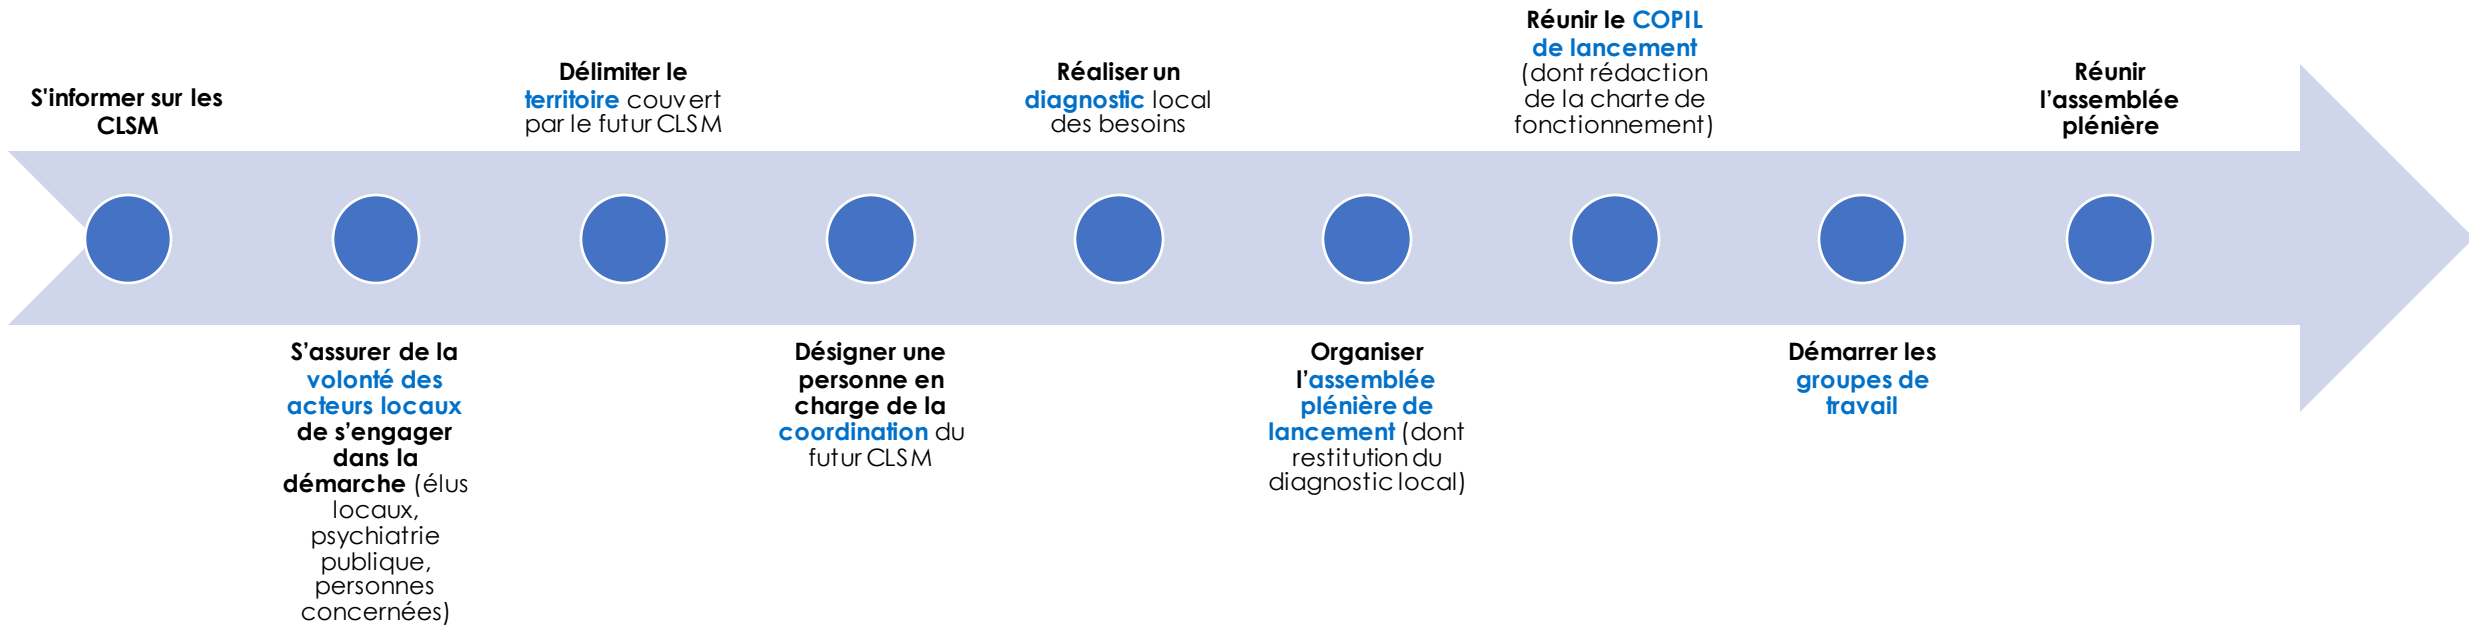 S'informer sur les
CLSM
S’assurer de la
volonté des
acteurs locaux
de s’engager
dans la
démarche (élus
locaux,
psychiatrie
publique,
personnes
concernées)
Délimiter le
territoire couvert
par le futur CLSM
Désigner une
personne en
charge de la
coordination du
futur CLSM
Réaliser un
diagnostic local
des besoins
Organiser
l’assemblée
plénière de
lancement (dont
restitution du
diagnostic local)
Réunir le COPIL
de lancement
(dont rédaction
de la charte de
fonctionnement)
Démarrer les
groupes de
travail
Réunir
l’assemblée
plénière